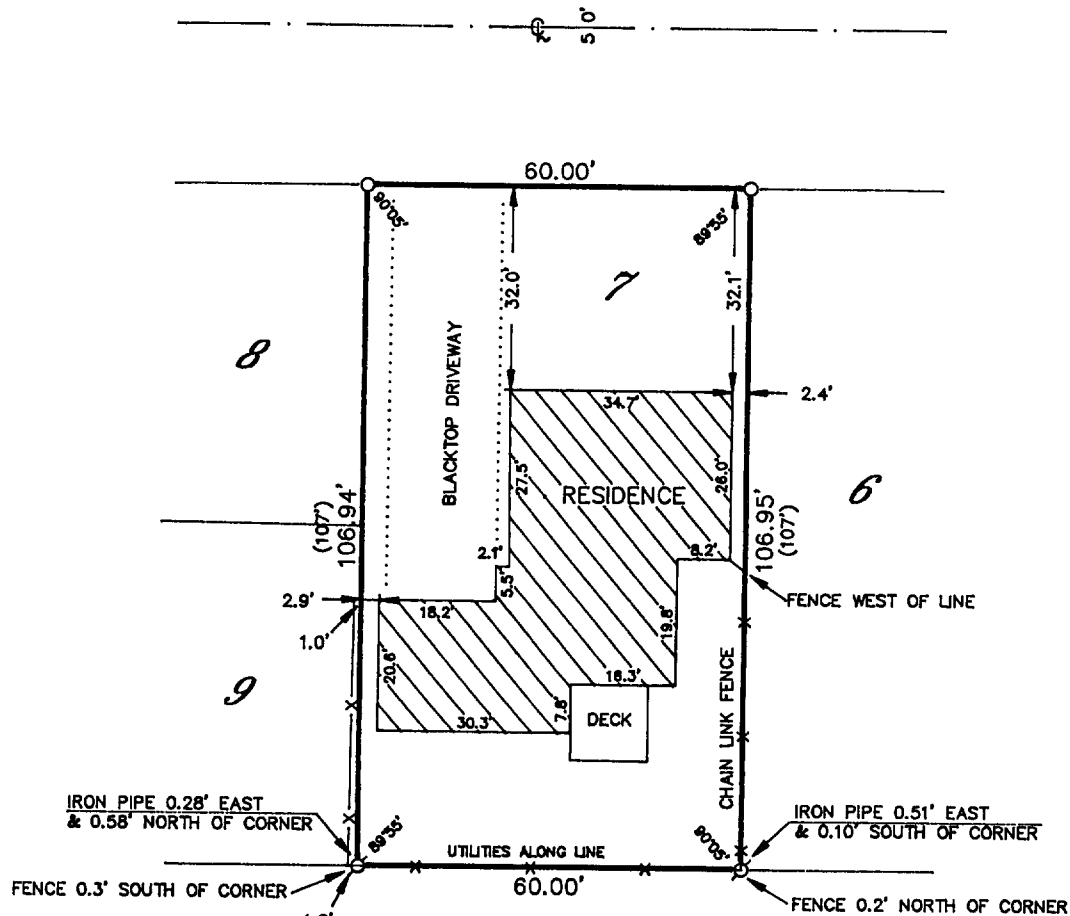 50'
60.00'
90°05'
89°55'
32.0'
7
32.1'
8
BLACKTOP DRIVEWAY
34.7'
2.4'
27.5'
RESIDENCE
26.0'
6
106.94'
(107')
106.95'
(107')
2.1'
8.2'
5.5'
2.9'
18.2'
FENCE WEST OF LINE
1.0'
19.8'
20.6'
9
16.3'
7.8'
DECK
30.3'
CHAIN LINK FENCE
IRON PIPE 0.28' EAST
& 0.58' NORTH OF CORNER
IRON PIPE 0.51' EAST
& 0.10' SOUTH OF CORNER
89°55'
90°05'
UTILITIES ALONG LINE
60.00'
FENCE 0.3' SOUTH OF CORNER
FENCE 0.2' NORTH OF CORNER